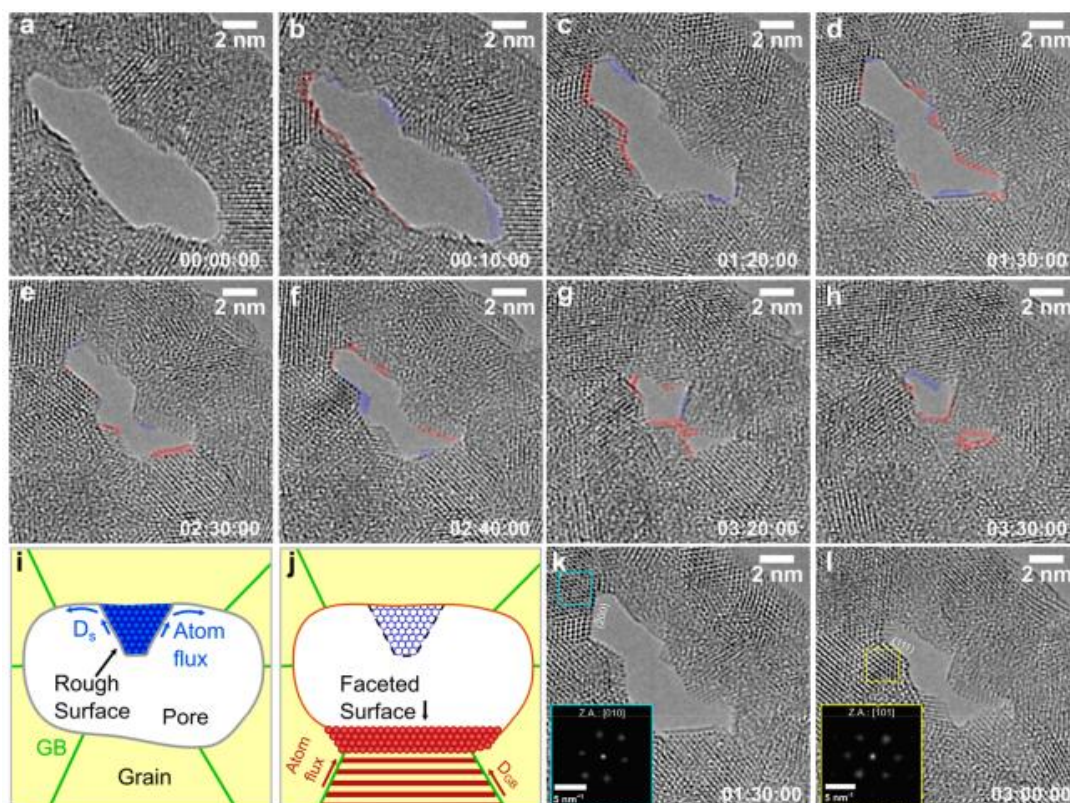 a
2 nm
00:00:00
b
2 nm
00:10:00
c
2 nm
01:20:00
d
2 nm
01:30:00
e
2 nm
02:30:00
f
2 nm
02:40:00
g
2 nm
03:20:00
h
2 nm
03:30:00
i
Ds
Atom
flux
Rough
Surface
Pore
GB
Grain
j
Faceted
Surface
Atom
flux
DGB
k
2 nm
Z.A.: [010]
5 nm⁻¹
01:30:00
l
2 nm
5 nm⁻¹
03:00:00